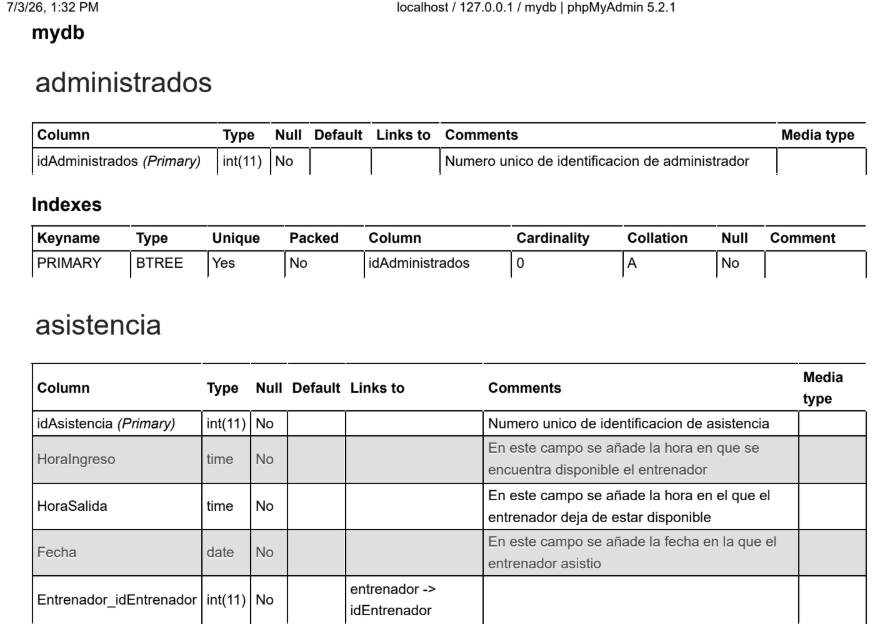 7/3/26, 1:32 PM localhost / 127.0.0.1 / mydb | phpMyAdmin 5.2.1
mydb
administrados
Column Type Null Default Links to Comments Media type
idAdministrados (Primary) int(11) No Numero unico de identificacion de administrador
Indexes
Keyname Type Unique Packed Column Cardinality Collation Null Comment
PRIMARY BTREE Yes No idAdministrados 0 A No
asistencia
Column Type Null Default Links to Comments Media
type
idAsistencia (Primary) int(11) No Numero unico de identificacion de asistencia
HoraIngreso time No En este campo se añade la hora en que se
encuentra disponible el entrenador
HoraSalida time No En este campo se añade la hora en el que el
entrenador deja de estar disponible
Fecha date No En este campo se añade la fecha en la que el
entrenador asistio
Entrenador_idEntrenador int(11) No entrenador ->
idEntrenador